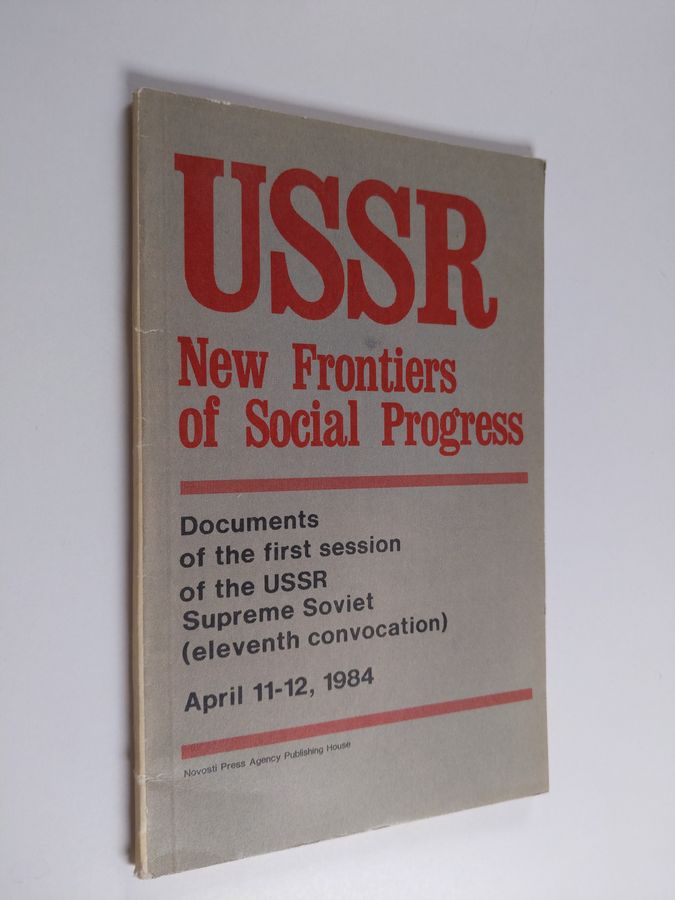 USSR
New Frontiers
of Social Progress
Documents
of the first session
of the USSR
Supreme Soviet
(eleventh convocation)
April 11-12, 1984
Novosti Press Agency Publishing House